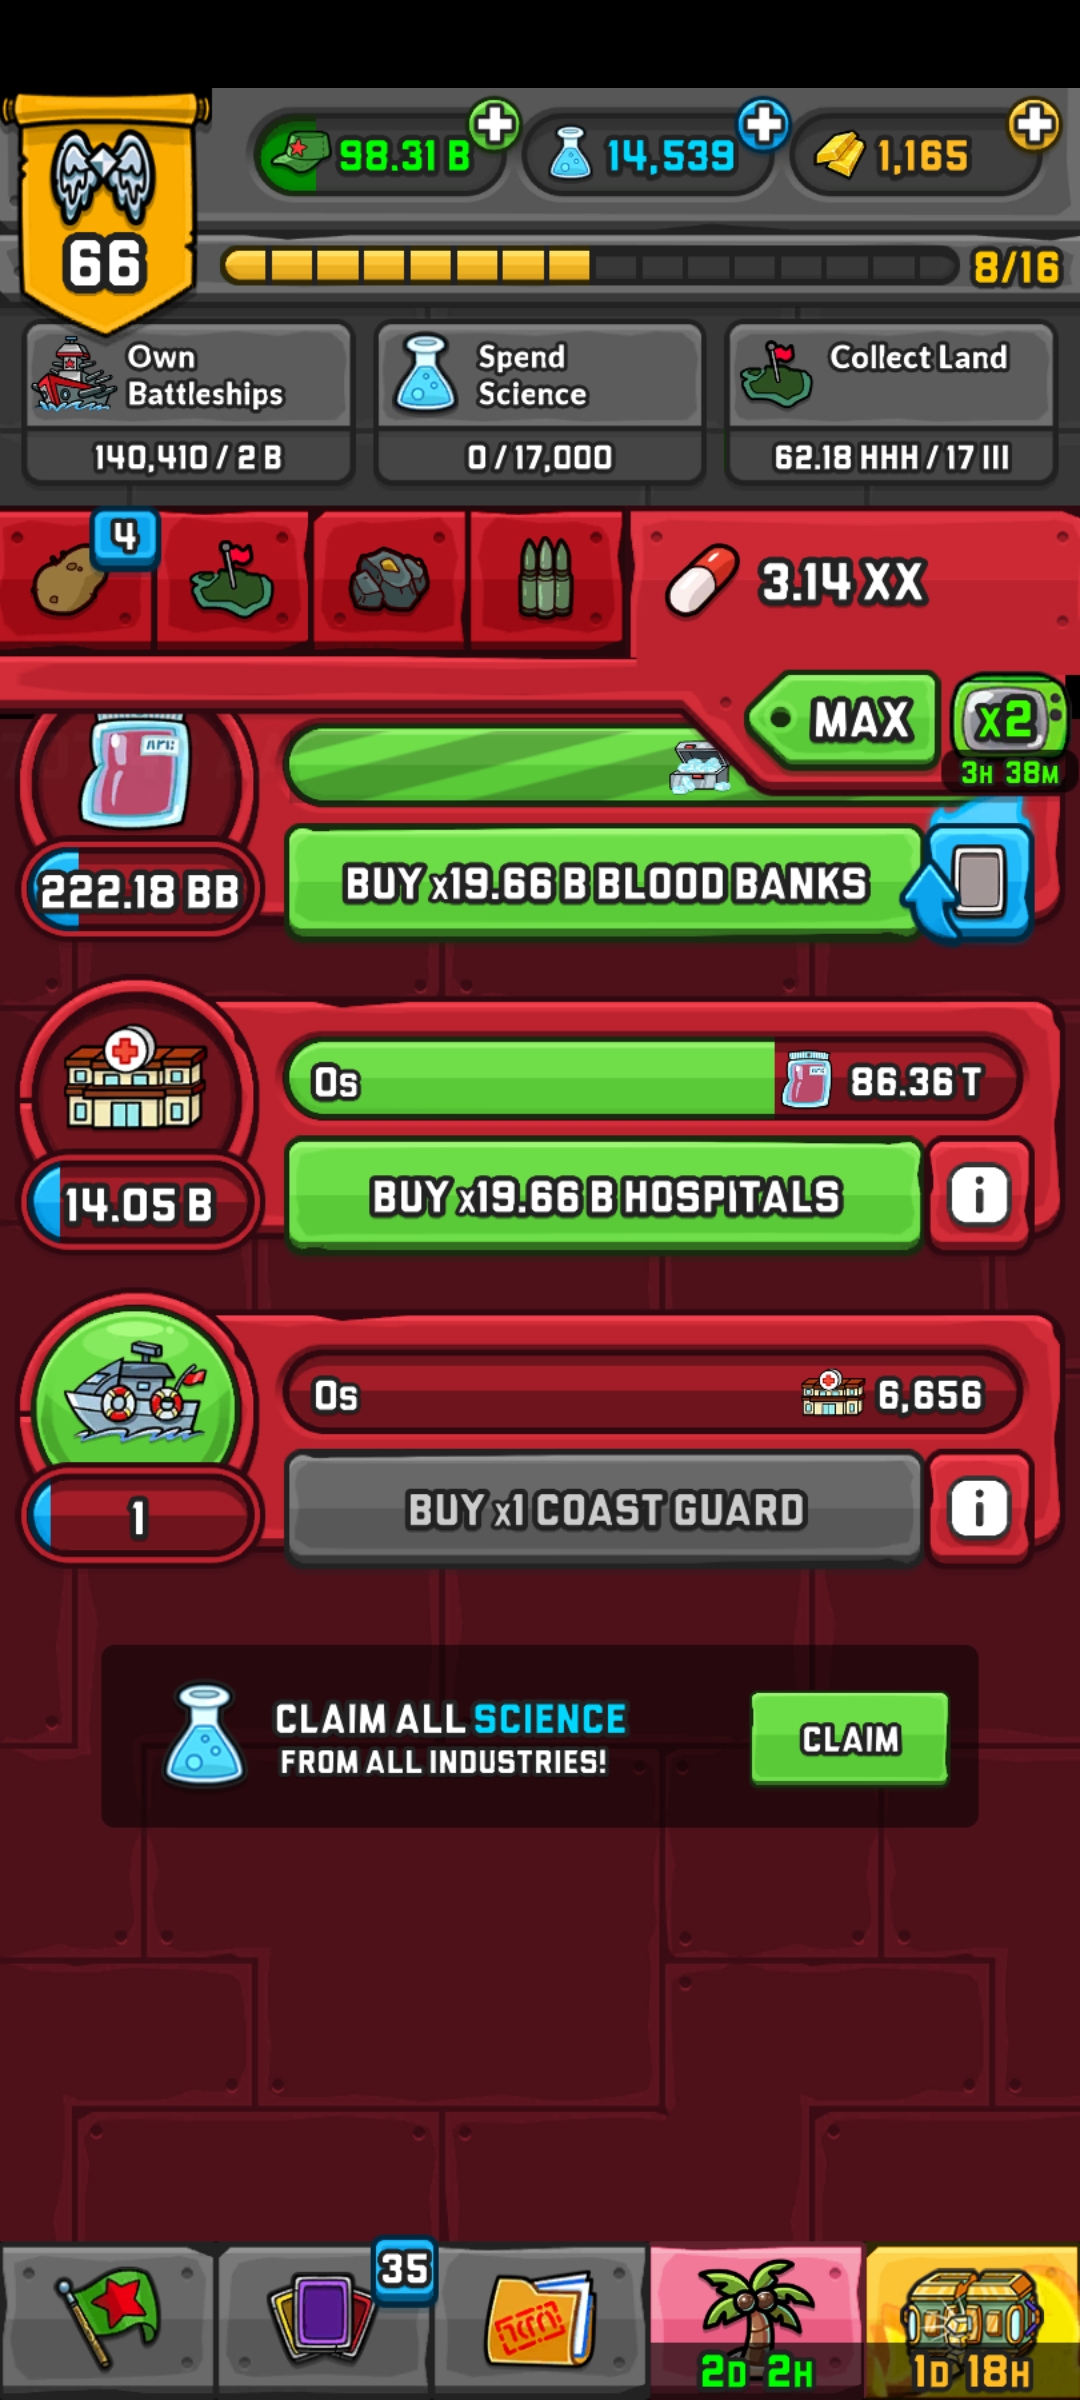 98.31 B
14,539
1,165
66
8/16
Own
Battleships
140,410 / 2 B
Spend
Science
0 / 17,000
Collect Land
62.18 HHH / 17 III
4
3.14 XX
MAX
x2
3H 38M
222.18 BB
BUY x19.66 B BLOOD BANKS
0s
86.36 T
14.05 B
BUY x19.66 B HOSPITALS
0s
6,656
1
BUY x1 COAST GUARD
CLAIM ALL SCIENCE
FROM ALL INDUSTRIES!
CLAIM
35
2D 2H
1D 18H